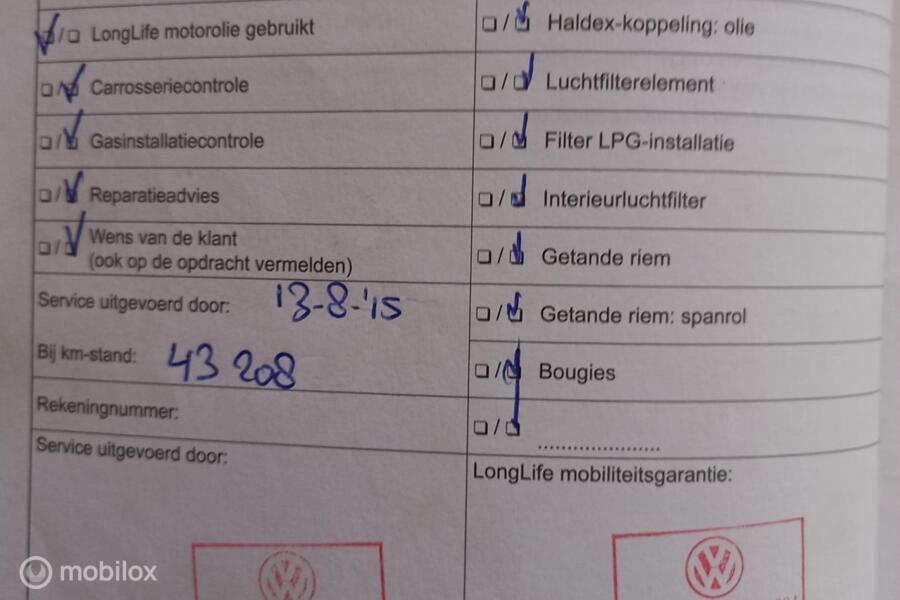 LongLife motorolie gebruikt
Carrosseriecontrole
Gasinstallatiecontrole
Reparatieadvies
Wens van de klant
(ook op de opdracht vermelden)
Service uitgevoerd door: 13-8-'15
Bij km-stand: 43 208
Rekeningnummer:
Service uitgevoerd door:
Haldex-koppeling: olie
Luchtfilterelement
Filter LPG-installatie
Interieurluchtfilter
Getande riem
Getande riem: spanrol
Bougies
....................
LongLife mobiliteitsgarantie:
mobilox